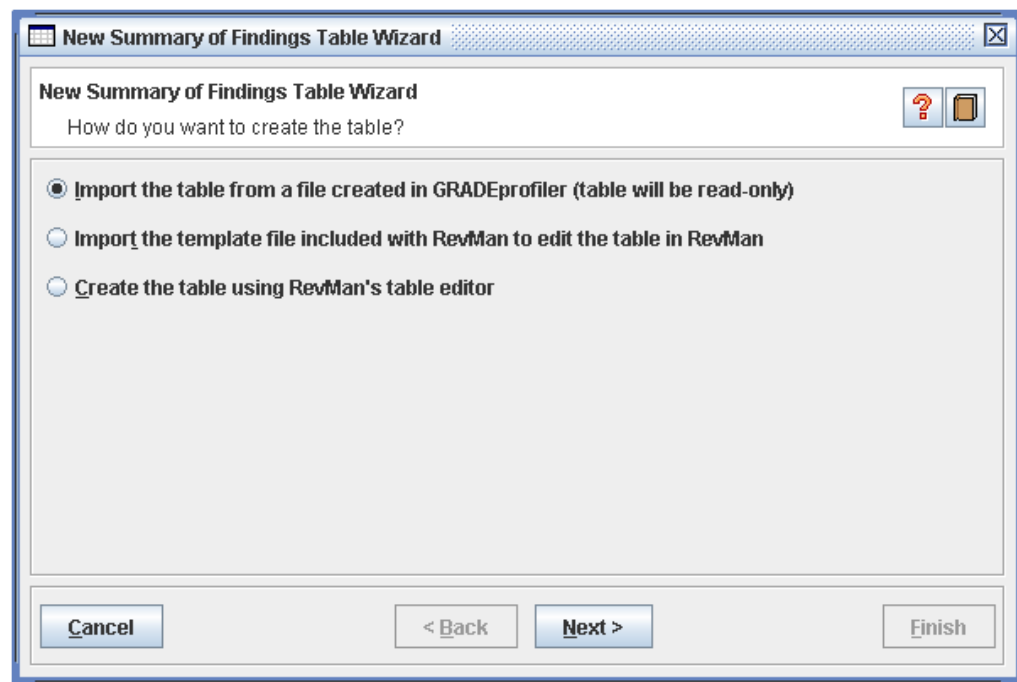 New Summary of Findings Table Wizard
New Summary of Findings Table Wizard
How do you want to create the table?
Import the table from a file created in GRADEprofiler (table will be read-only)
Import the template file included with RevMan to edit the table in RevMan
Create the table using RevMan's table editor
Cancel
< Back
Next >
Finish